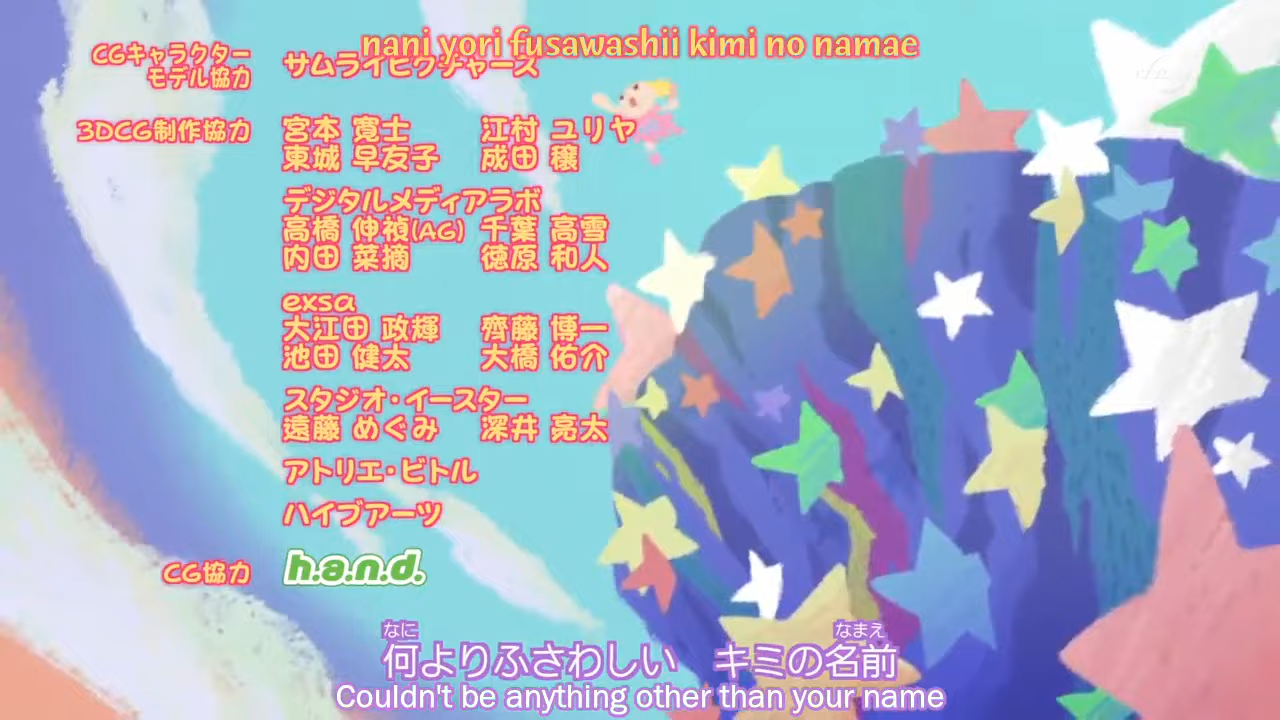 nani yori fusawashii kimi no namae
CGキャラクター
モデル協力
サムライピクチャーズ
3DCG制作協力
宮本 寛士 江村 ユリヤ
東城 早友子 成田 穣
デジタルメディアラボ
高橋 伸禎(AG) 千葉 高雪
内田 菜摘 徳原 和人
exsa
大江田 政輝 齊藤 博一
池田 健太 大橋 佑介
スタジオ・イースター
遠藤 めぐみ 深井 亮太
アトリエ・ビトル
ハイブアーツ
CG協力 h.a.n.d.
なに なまえ
何よりふさわしい キミの名前
Couldn't be anything other than your name